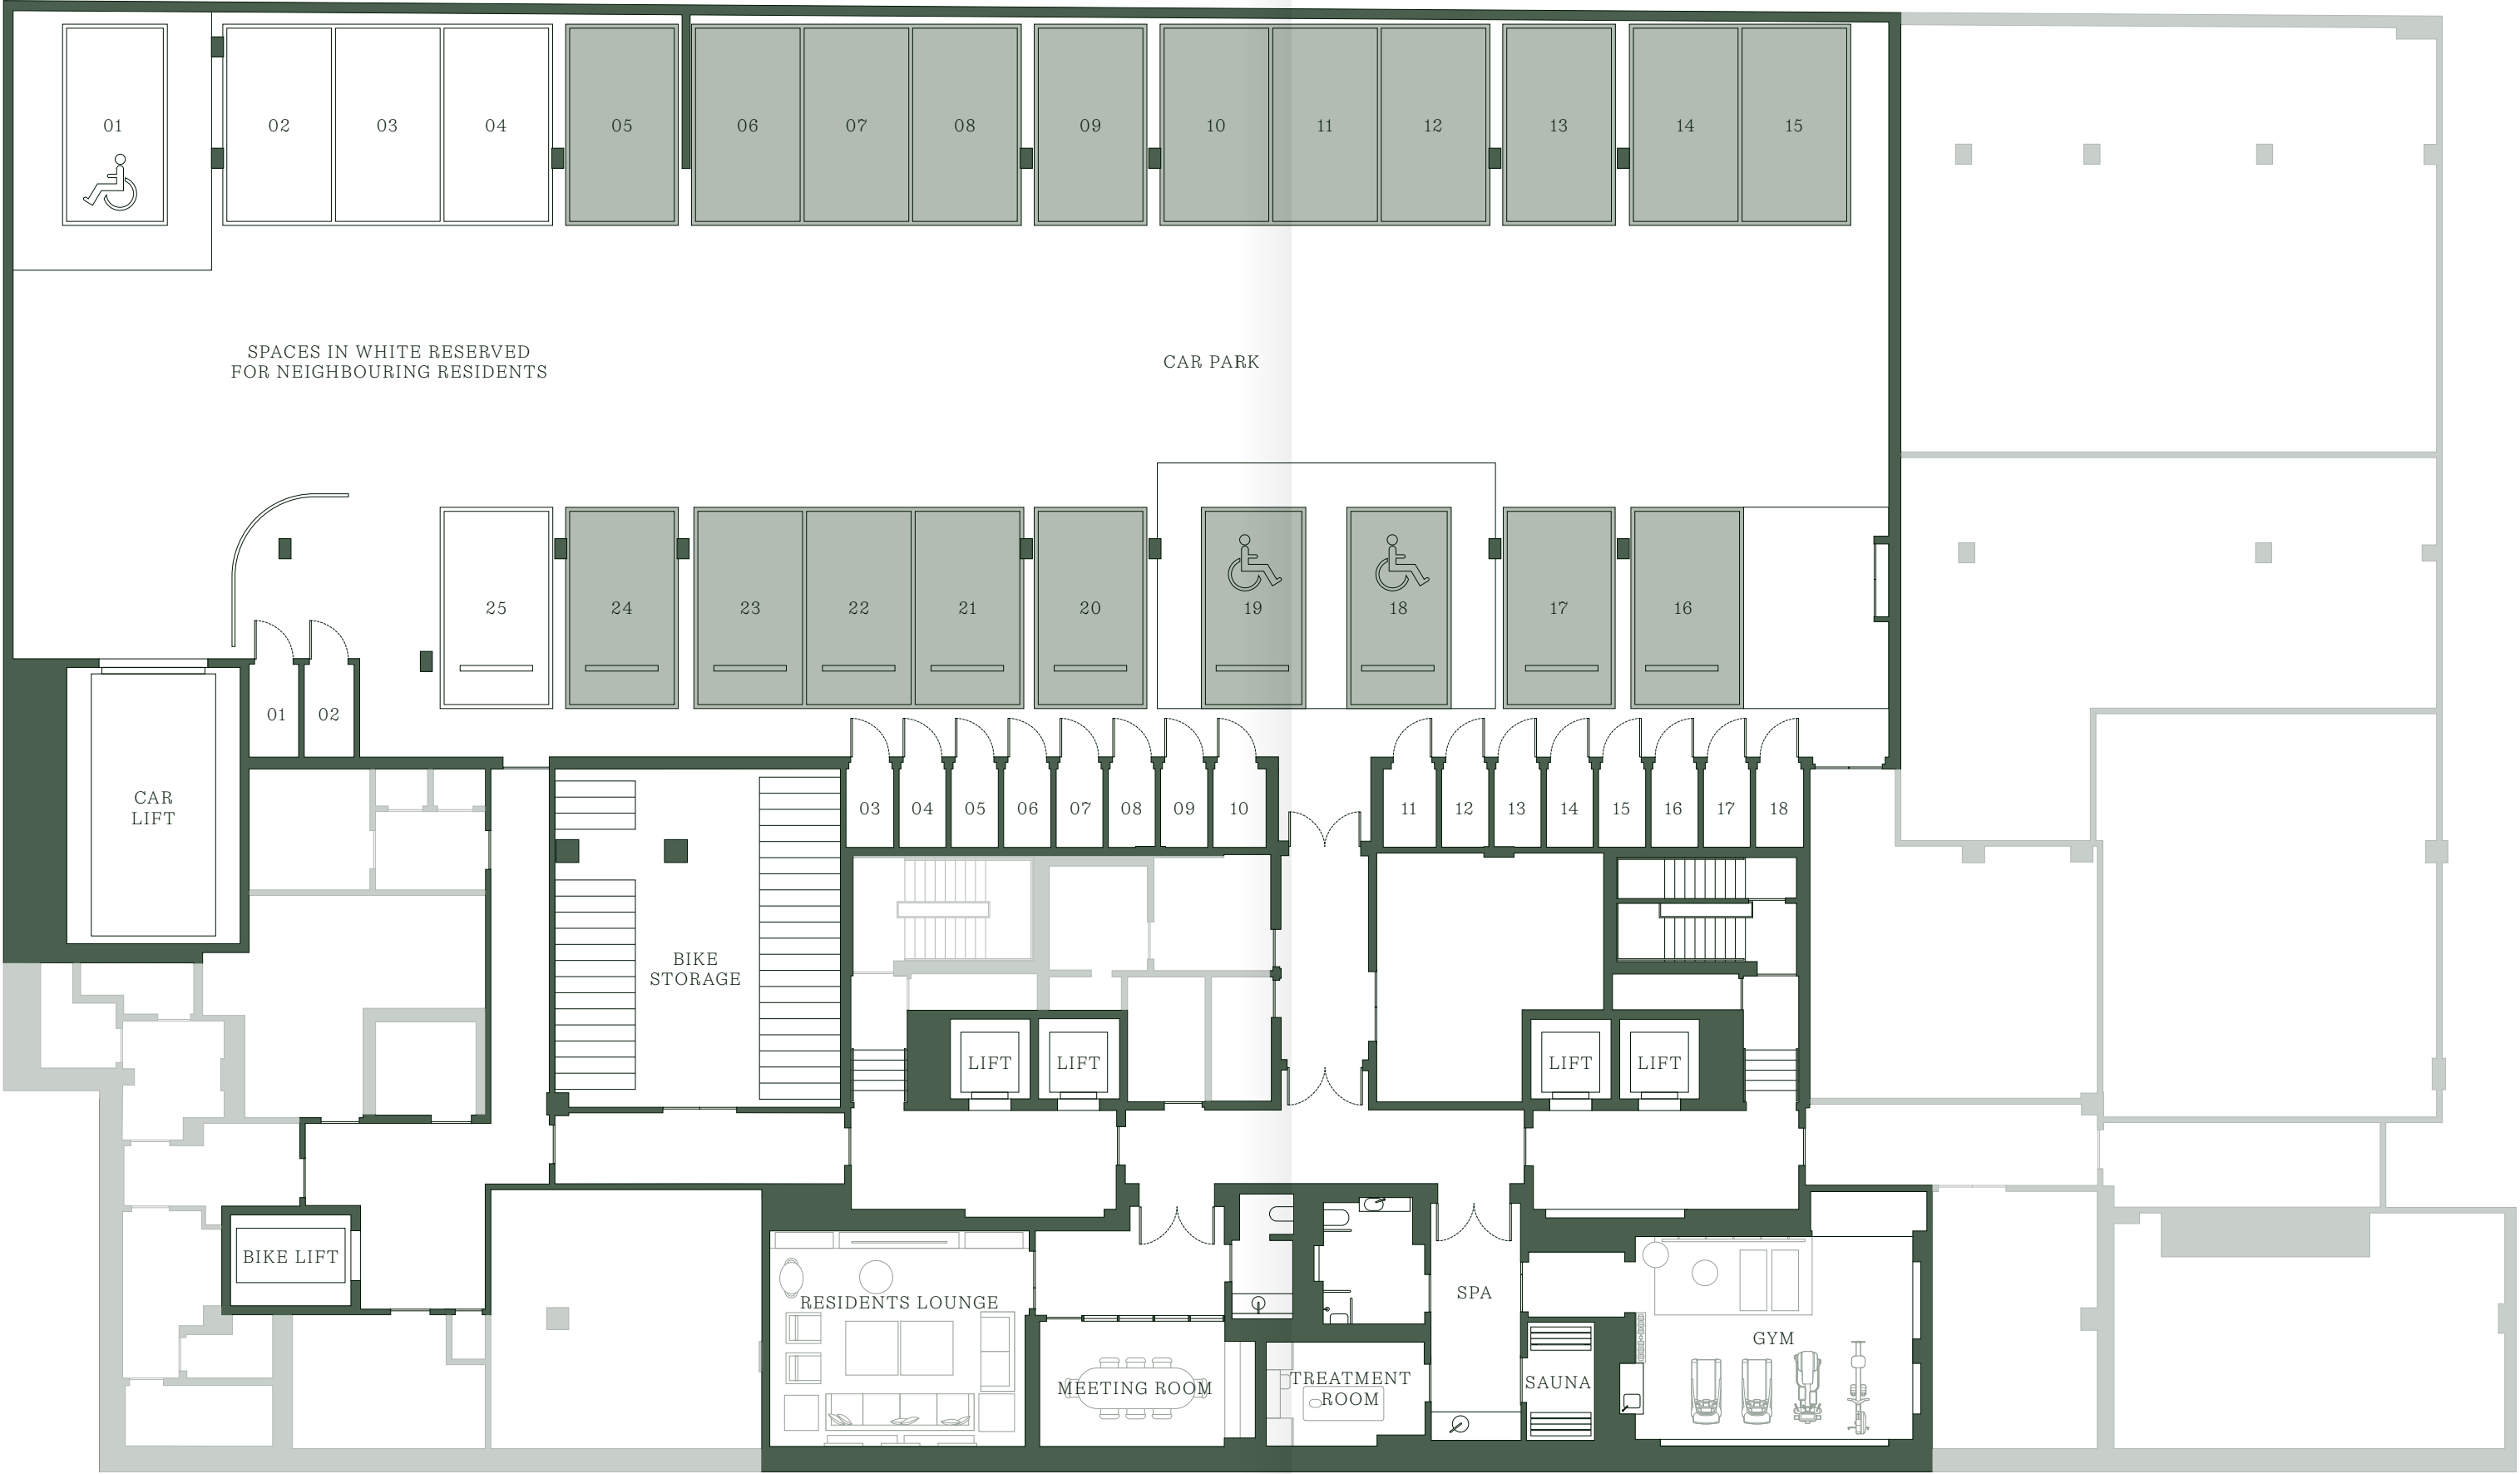 01
02
03
04
05
06
07
08
09
10
11
12
13
14
15
SPACES IN WHITE RESERVED
FOR NEIGHBOURING RESIDENTS
CAR PARK
25
24
23
22
21
20
19
18
17
16
01
02
CAR
LIFT
03
04
05
06
07
08
09
10
11
12
13
14
15
16
17
18
BIKE
STORAGE
LIFT
LIFT
LIFT
LIFT
BIKE LIFT
RESIDENTS LOUNGE
MEETING ROOM
TREATMENT
ROOM
SPA
SAUNA
GYM